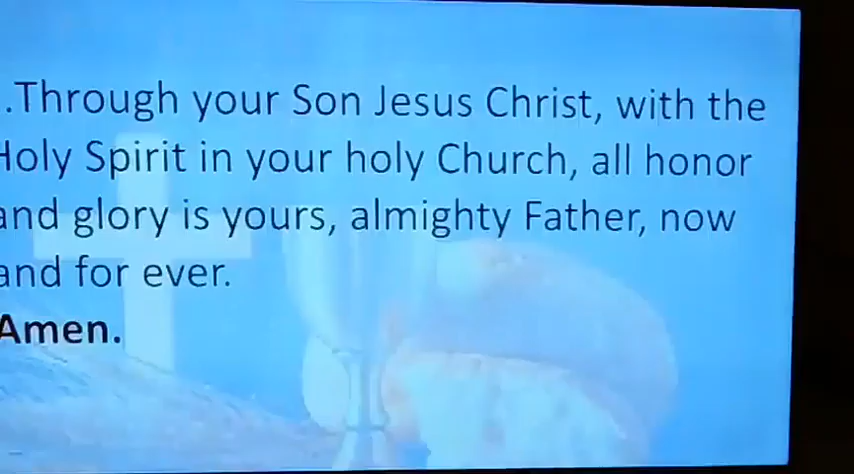 .Through your Son Jesus Christ, with the
Holy Spirit in your holy Church, all honor
and glory is yours, almighty Father, now
and for ever.
Amen.